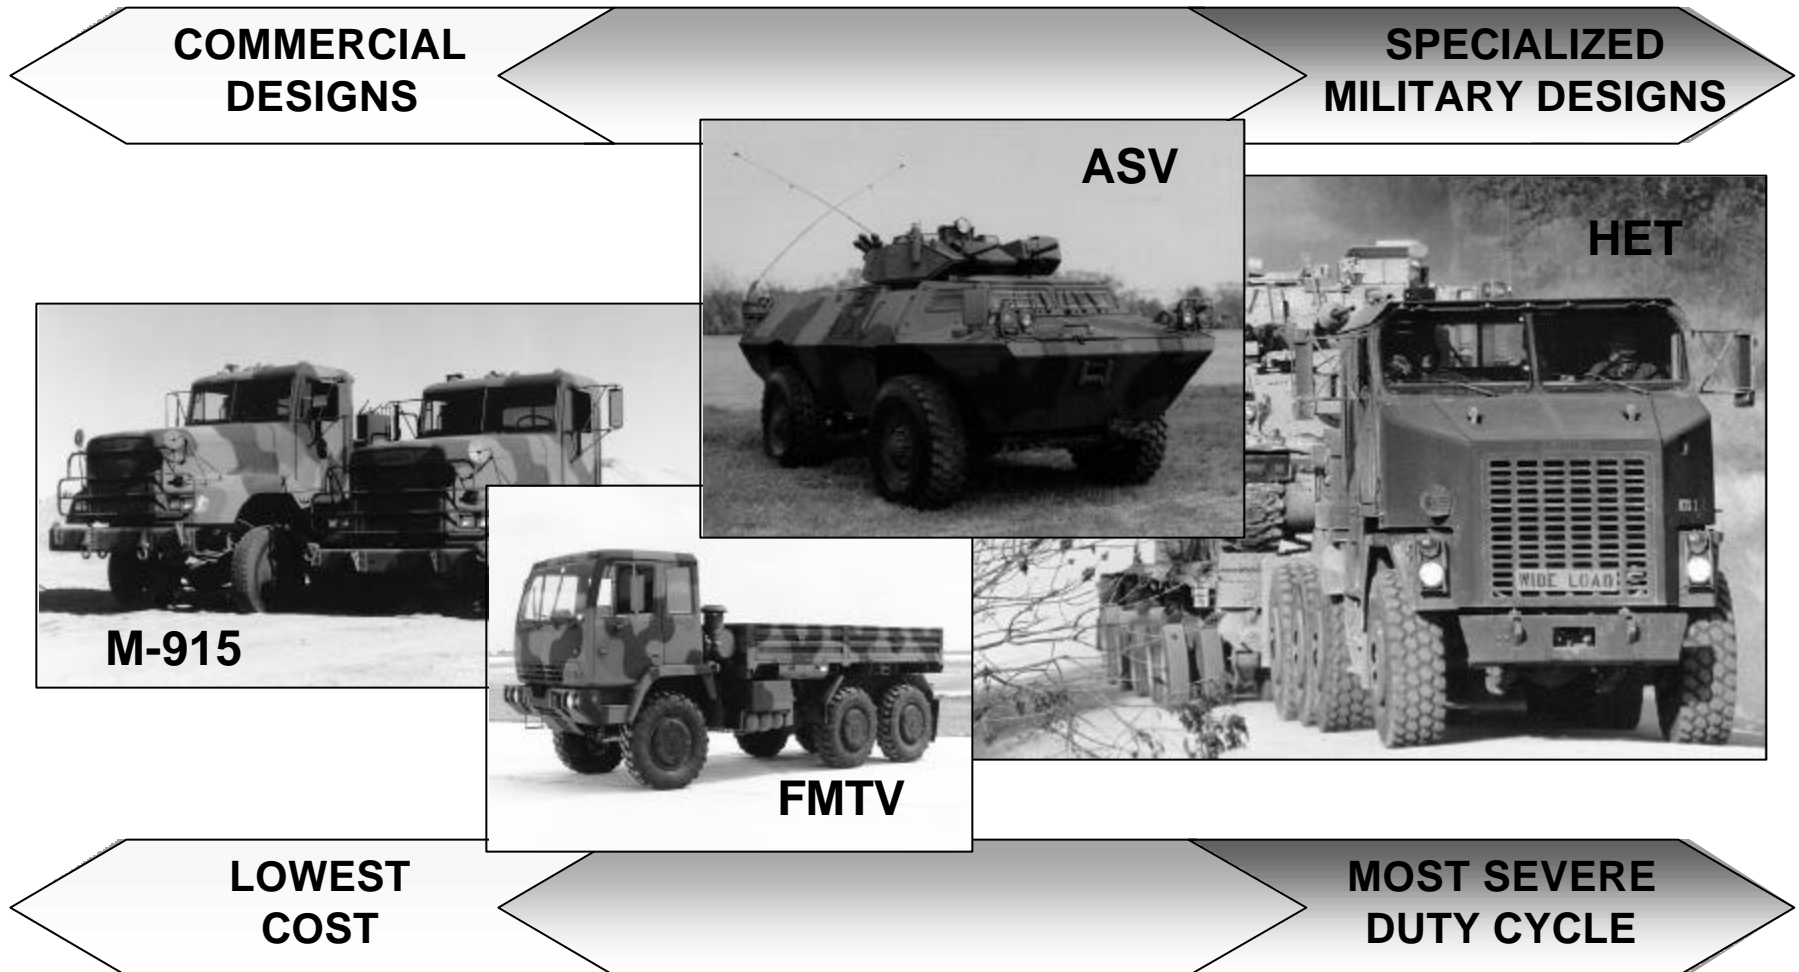 COMMERCIAL
DESIGNS
SPECIALIZED
MILITARY DESIGNS
ASV
HET
M-915
WIDE LOAD
FMTV
LOWEST
COST
MOST SEVERE
DUTY CYCLE